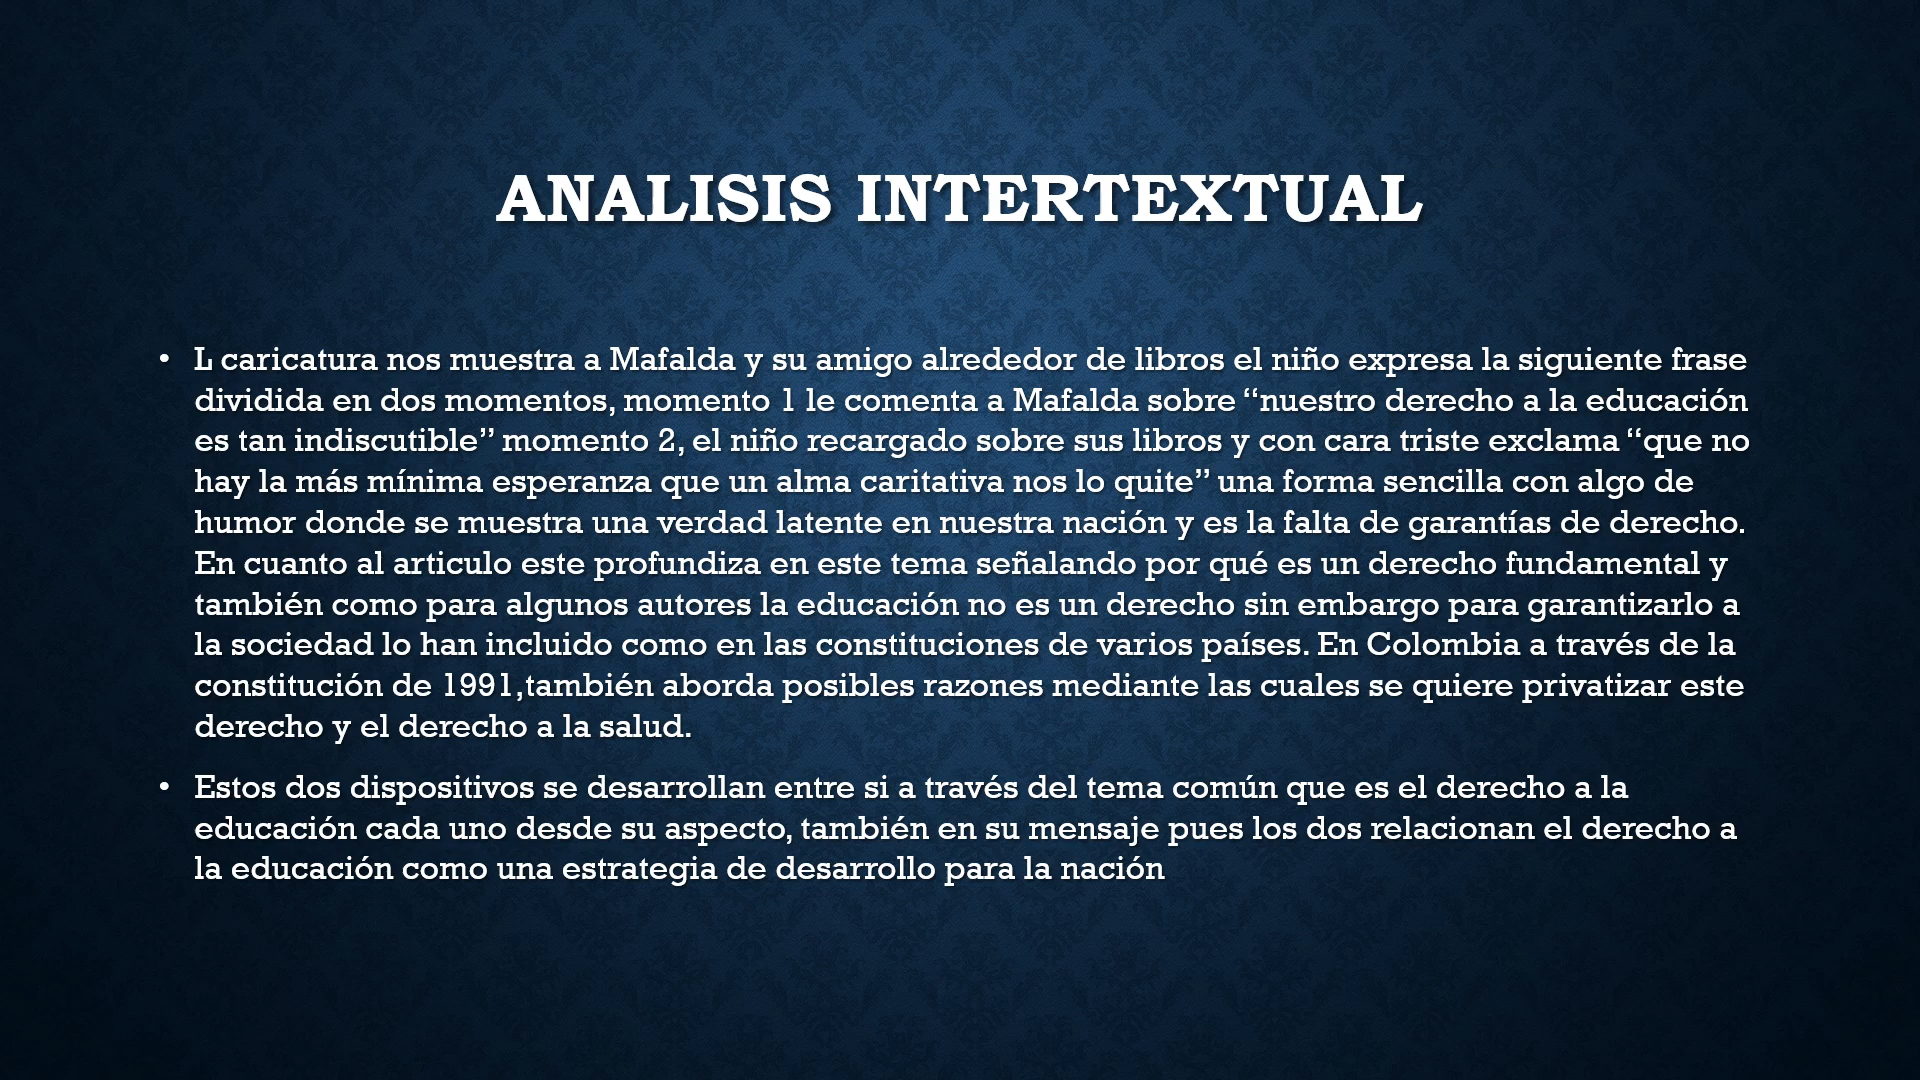 ANALISIS INTERTEXTUAL
• L caricatura nos muestra a Mafalda y su amigo alrededor de libros el niño expresa la siguiente frase
dividida en dos momentos, momento 1 le comenta a Mafalda sobre “nuestro derecho a la educación
es tan indiscutible” momento 2, el niño recargado sobre sus libros y con cara triste exclama “que no
hay la más mínima esperanza que un alma caritativa nos lo quite” una forma sencilla con algo de
humor donde se muestra una verdad latente en nuestra nación y es la falta de garantías de derecho.
En cuanto al articulo este profundiza en este tema señalando por qué es un derecho fundamental y
también como para algunos autores la educación no es un derecho sin embargo para garantizarlo a
la sociedad lo han incluido como en las constituciones de varios países. En Colombia a través de la
constitución de 1991,también aborda posibles razones mediante las cuales se quiere privatizar este
derecho y el derecho a la salud.
• Estos dos dispositivos se desarrollan entre si a través del tema común que es el derecho a la
educación cada uno desde su aspecto, también en su mensaje pues los dos relacionan el derecho a
la educación como una estrategia de desarrollo para la nación